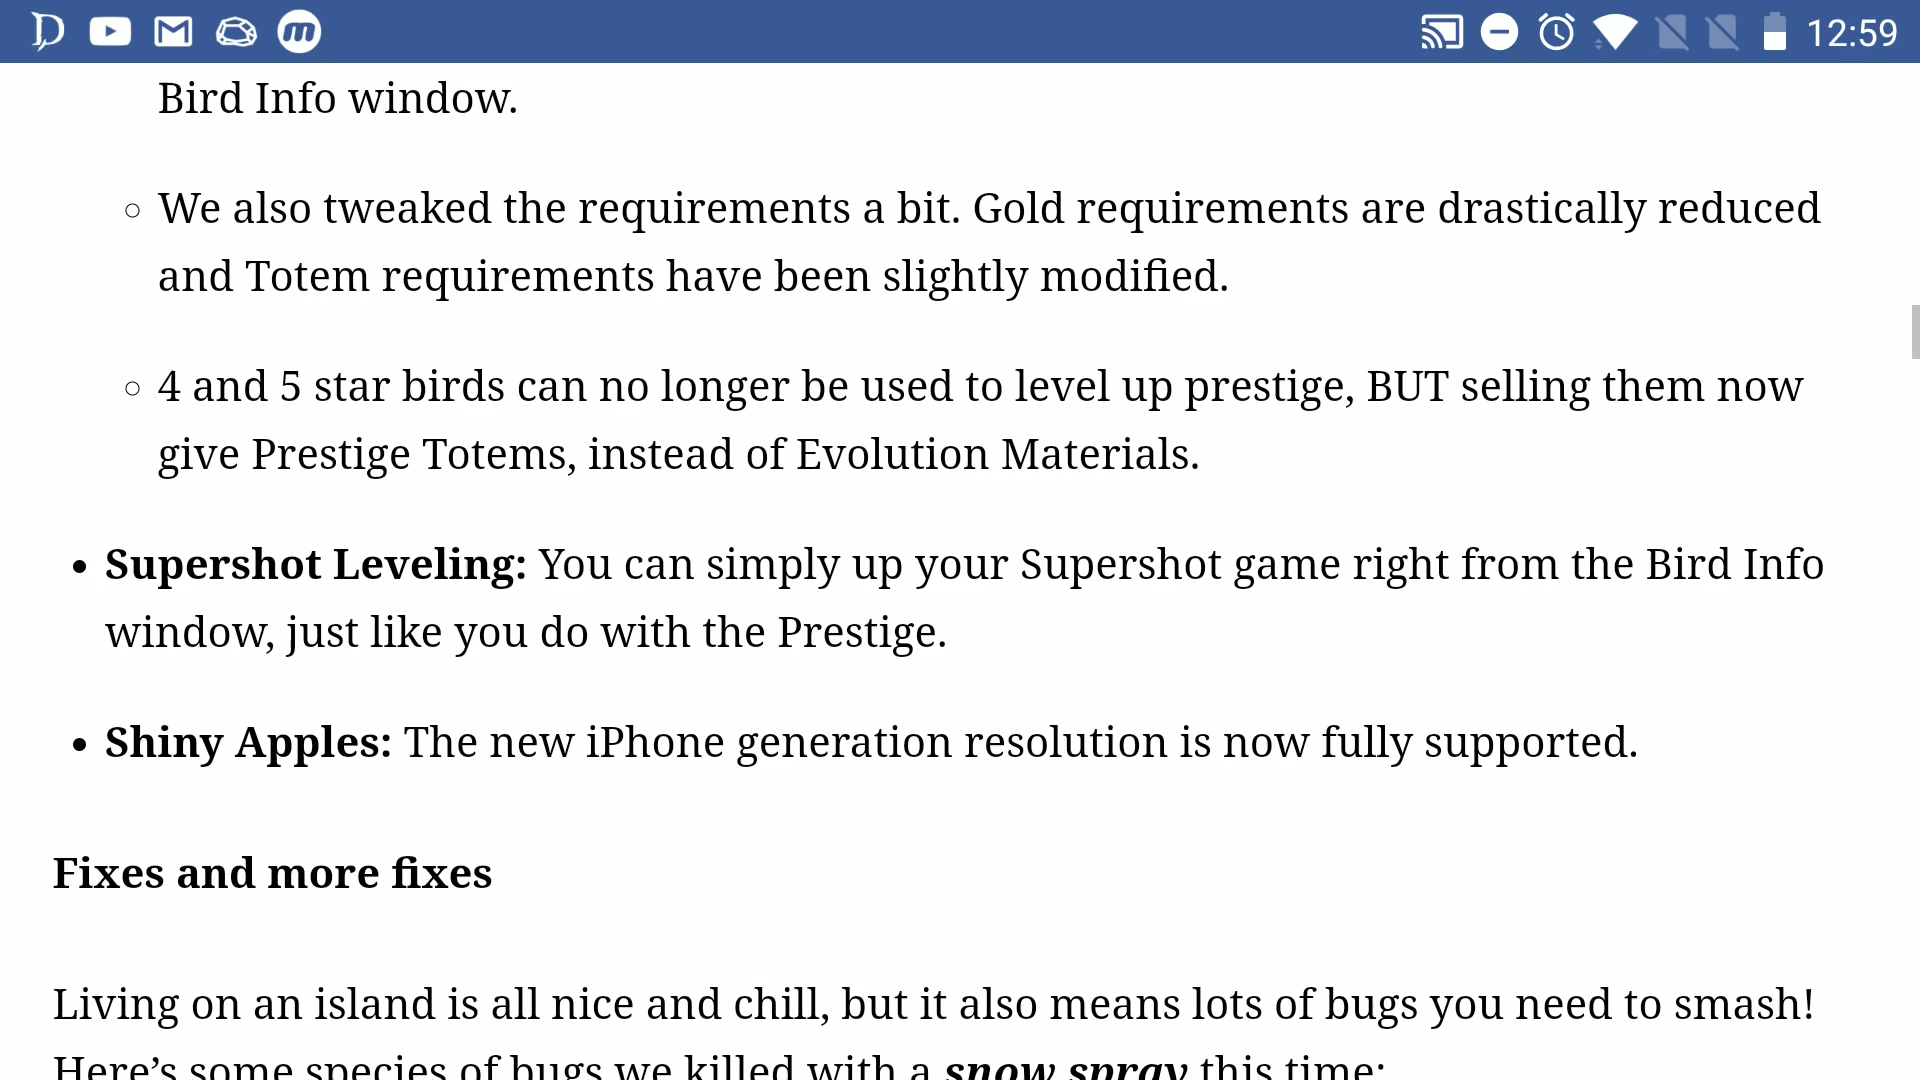 12:59
Bird Info window.
We also tweaked the requirements a bit. Gold requirements are drastically reduced
and Totem requirements have been slightly modified.
4 and 5 star birds can no longer be used to level up prestige, BUT selling them now
give Prestige Totems, instead of Evolution Materials.
Supershot Leveling: You can simply up your Supershot game right from the Bird Info
window, just like you do with the Prestige.
Shiny Apples: The new iPhone generation resolution is now fully supported.
Fixes and more fixes
Living on an island is all nice and chill, but it also means lots of bugs you need to smash!
Here’s some species of bugs we killed with a snow spray this time: